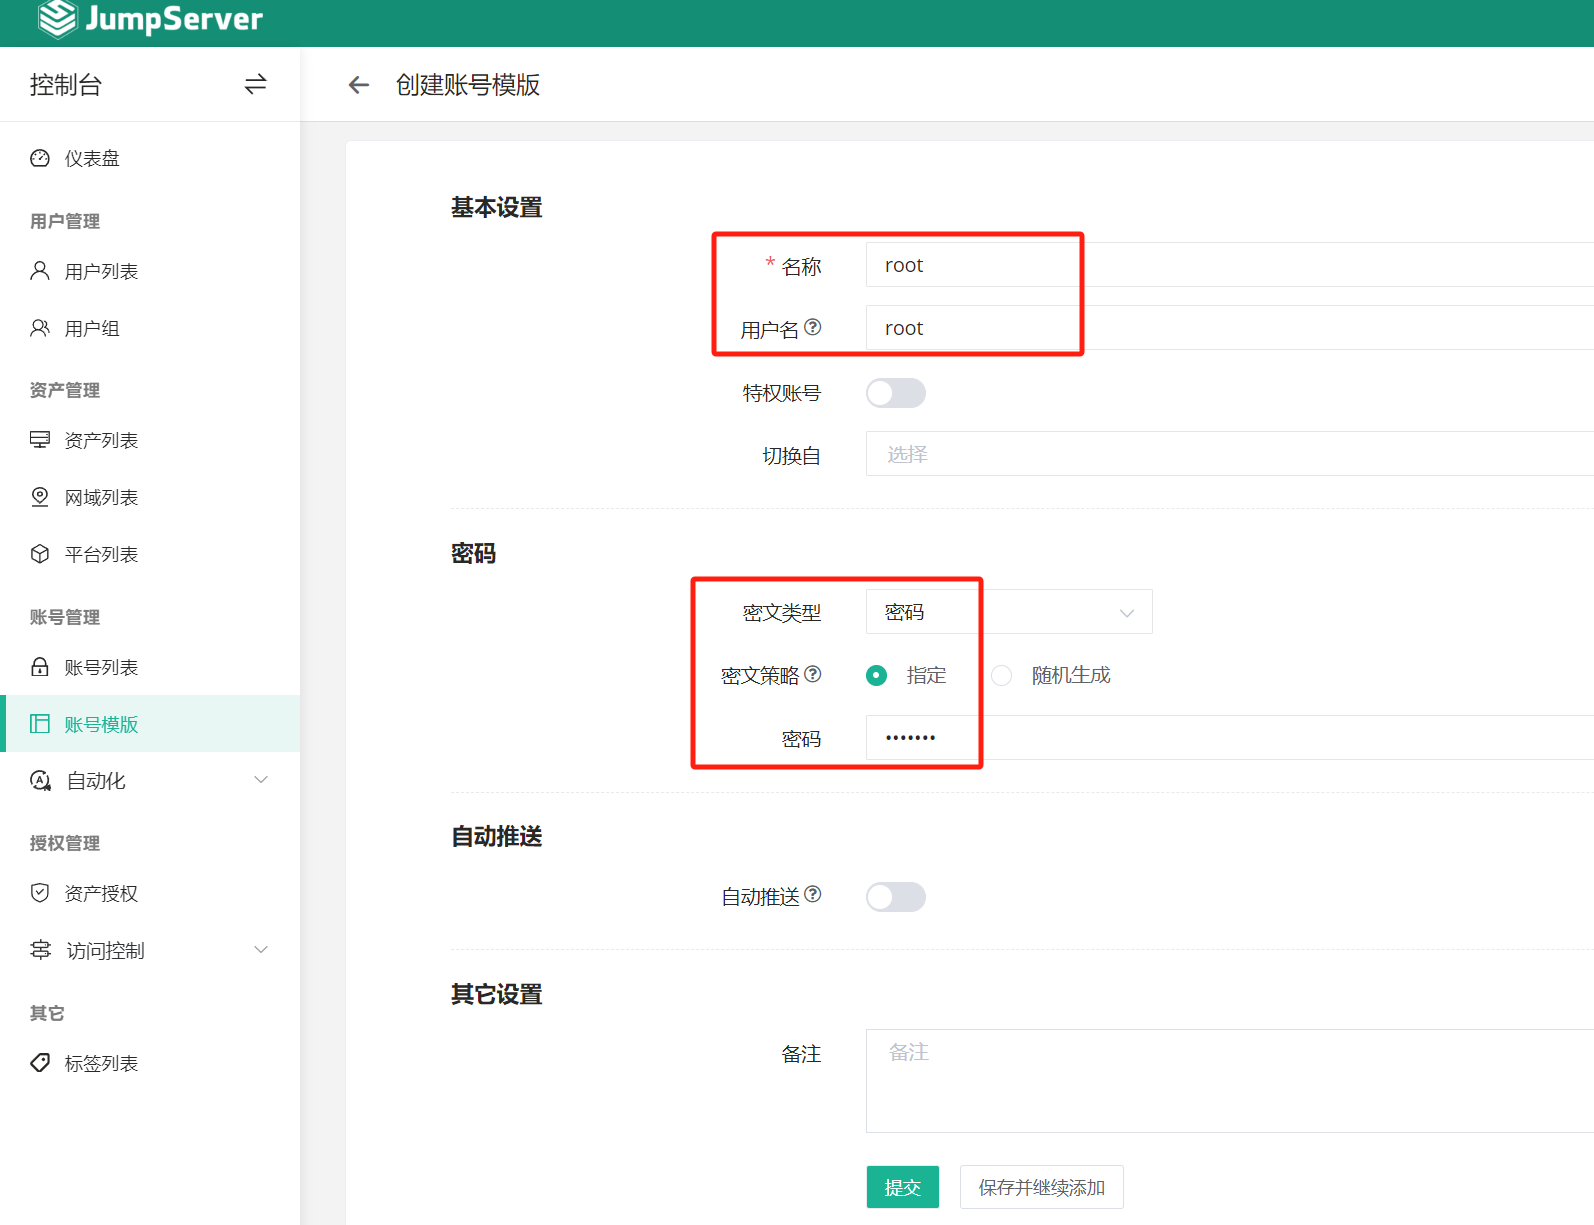 JumpServer
控制台
仪表盘
用户管理
用户列表
用户组
资产管理
资产列表
网域列表
平台列表
账号管理
账号列表
账号模版
自动化
授权管理
资产授权
访问控制
其它
标签列表
创建账号模版
基本设置
* 名称 root
用户名 root
特权账号
切换自 选择
密码
密文类型 密码
密文策略 指定 随机生成
密码 •••••••
自动推送
自动推送
其它设置
备注 备注
提交 保存并继续添加